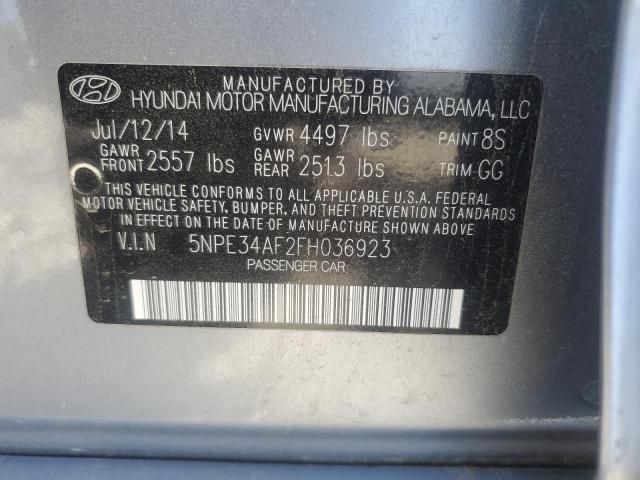 MANUFACTURED BY
HYUNDAI MOTOR MANUFACTURING ALABAMA, LLC
Jul/12/14 GVWR 4497 lbs PAINT 8S
GAWR FRONT 2557 lbs GAWR REAR 2513 lbs TRIM GG
THIS VEHICLE CONFORMS TO ALL APPLICABLE U.S.A. FEDERAL
MOTOR VEHICLE SAFETY, BUMPER, AND THEFT PREVENTION STANDARDS
IN EFFECT ON THE DATE OF MANUFACTURE SHOWN ABOVE
V.I.N 5NPE34AF2FH036923
PASSENGER CAR